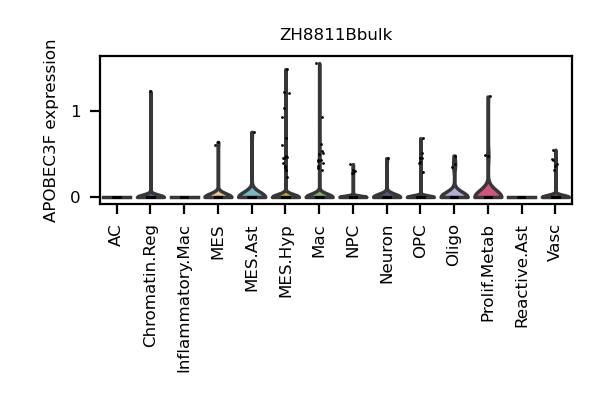 ZH8811Bbulk
APOBEC3F expression
1
0
AC
Chromatin.Reg
Inflammatory.Mac
MES
MES.Ast
MES.Hyp
Mac
NPC
Neuron
OPC
Oligo
Prolif.Metab
Reactive.Ast
Vasc